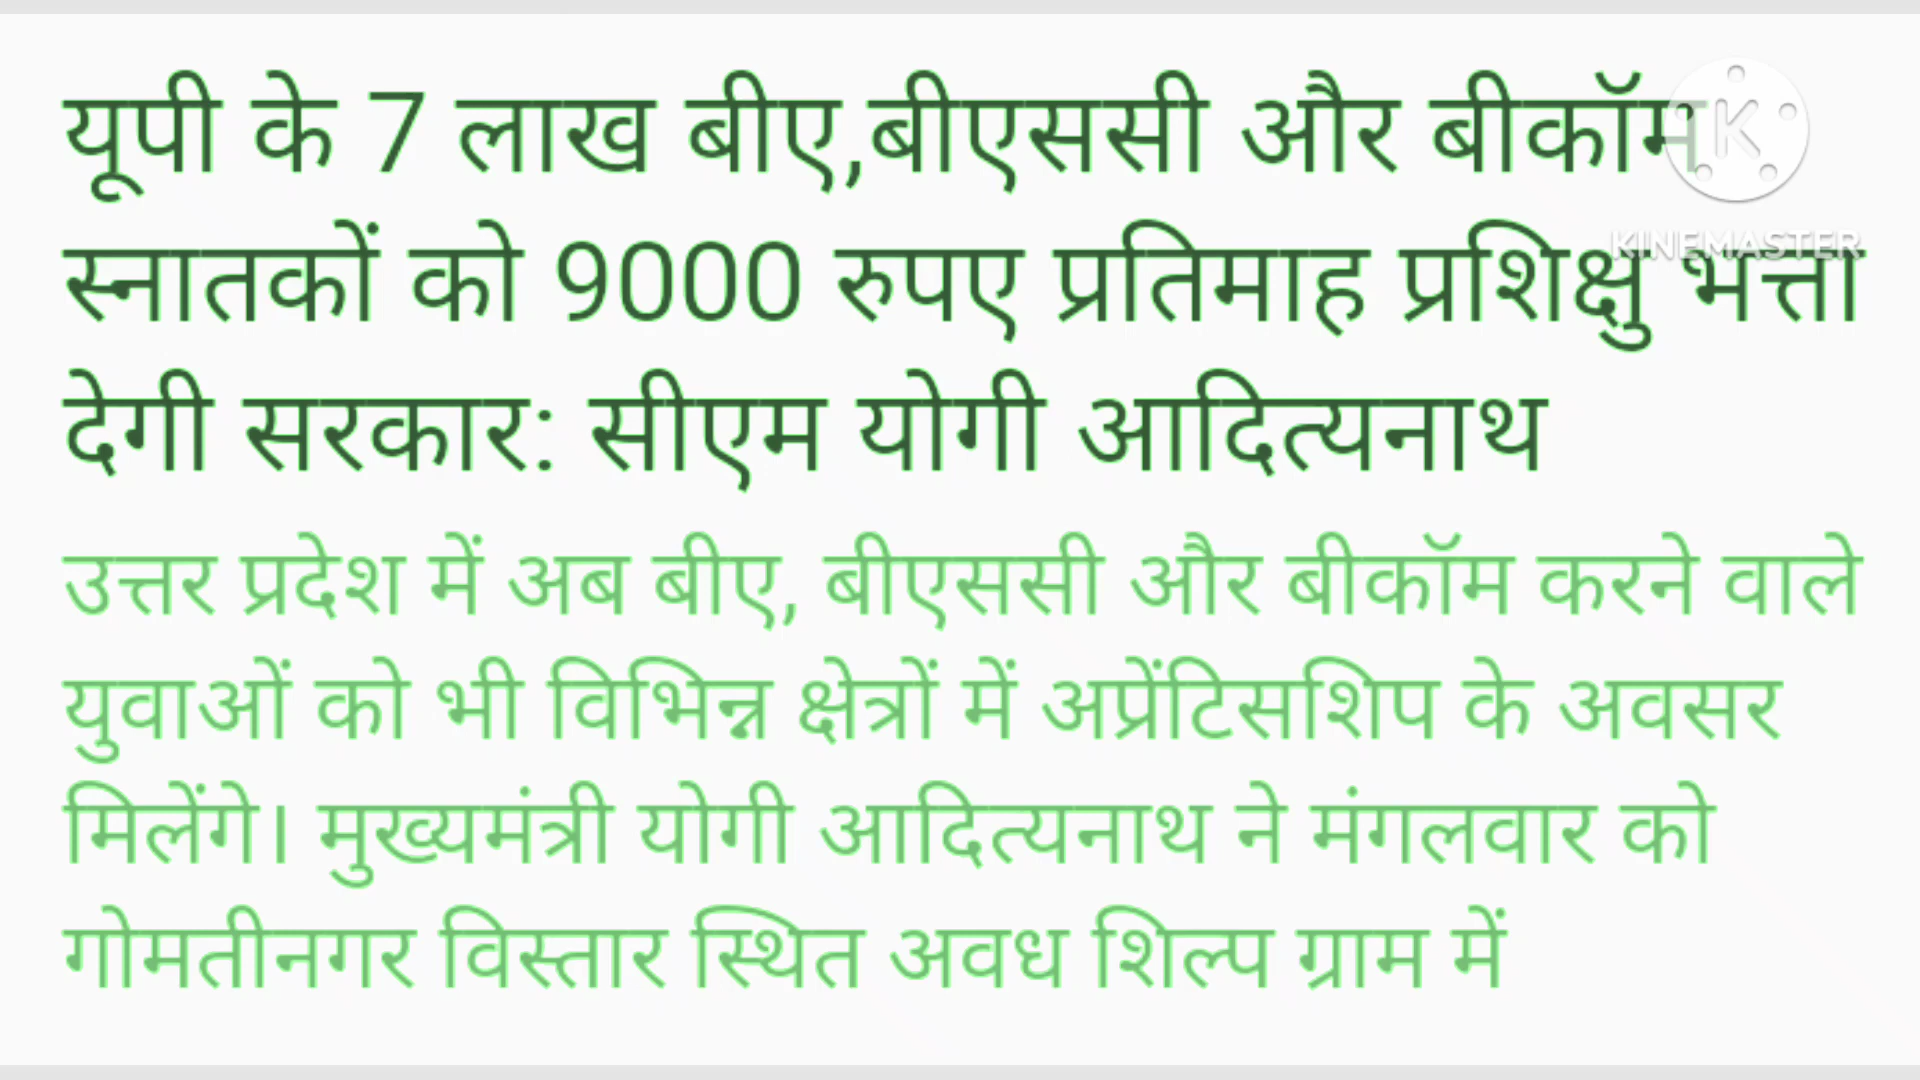 यूपी के 7 लाख बीए,बीएससी और बीकॉम
स्नातकों को 9000 रुपए प्रतिमाह प्रशिक्षु भत्ता
देगी सरकार: सीएम योगी आदित्यनाथ
उत्तर प्रदेश में अब बीए, बीएससी और बीकॉम करने वाले
युवाओं को भी विभिन्न क्षेत्रों में अप्रेंटिसशिप के अवसर
मिलेंगे। मुख्यमंत्री योगी आदित्यनाथ ने मंगलवार को
गोमतीनगर विस्तार स्थित अवध शिल्प ग्राम में
K
KINEMASTER